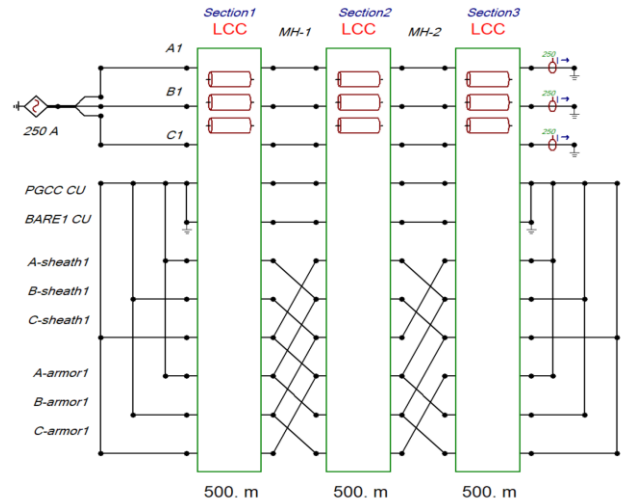 Section1 Section2 Section3
LCC MH-1 LCC MH-2 LCC
A1
250
B1
250
250 A
C1
250
PGCC CU
BARE1 CU
A-sheath1
B-sheath1
C-sheath1
A-armor1
B-armor1
C-armor1
500. m 500. m 500. m